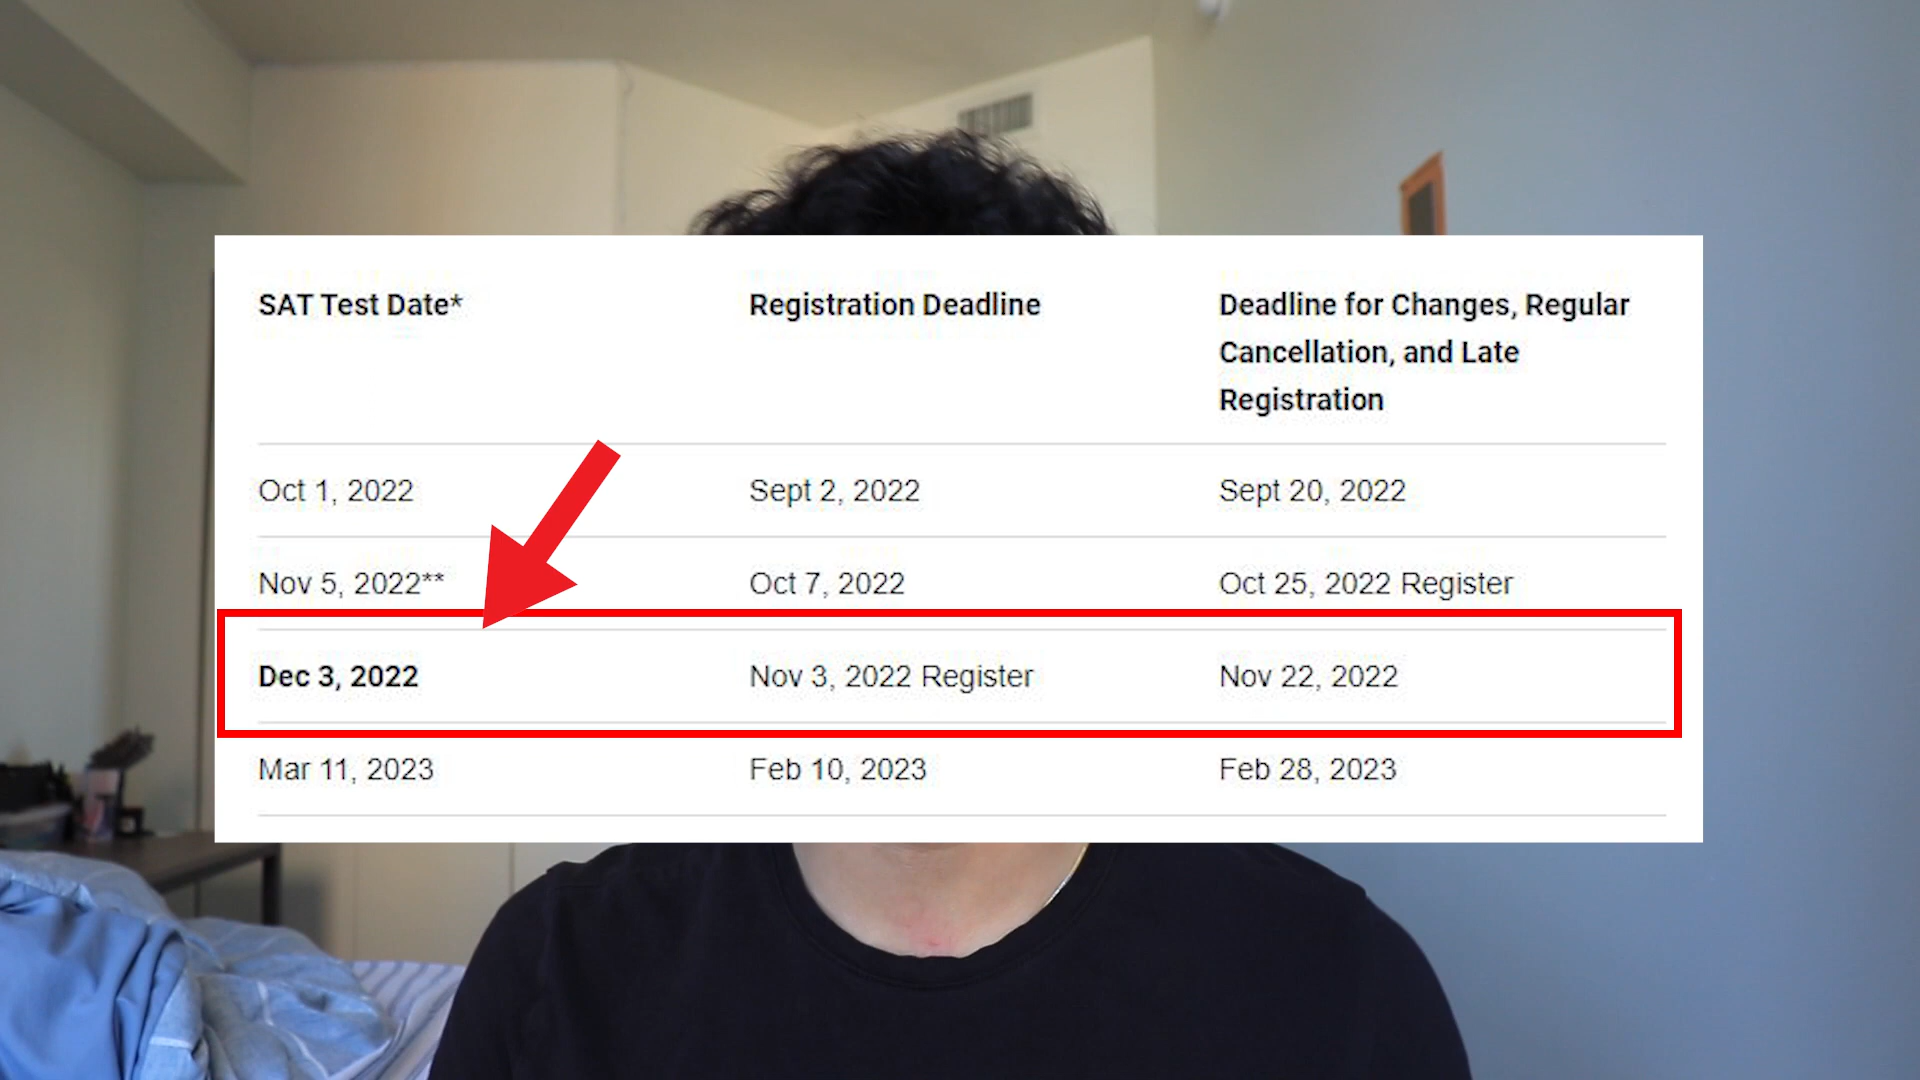 SAT Test Date* Registration Deadline Deadline for Changes, Regular
Cancellation, and Late
Registration
Oct 1, 2022 Sept 2, 2022 Sept 20, 2022
Nov 5, 2022** Oct 7, 2022 Oct 25, 2022 Register
Dec 3, 2022 Nov 3, 2022 Register Nov 22, 2022
Mar 11, 2023 Feb 10, 2023 Feb 28, 2023